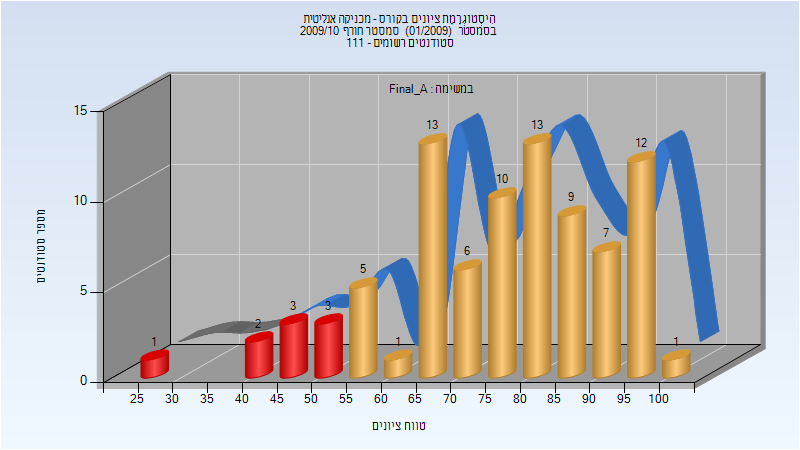 היסטוגרמת ציונים בקורס - מכניקה אנליטית
בסמסטר (01/2009) סמסטר חורף 2009/10
סטודנטים רשומים - 111
במשימה : Final_A
מספר סטודנטים
15
10
5
0
1
2
3
3
5
1
13
6
10
13
9
7
12
1
25 30 35 40 45 50 55 60 65 70 75 80 85 90 95 100
טווח ציונים